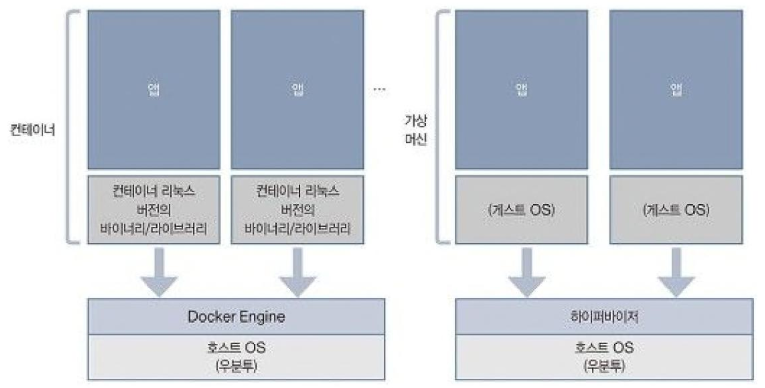 컨테이너
앱
앱
...
컨테이너 리눅스
버전의
바이너리/라이브러리
컨테이너 리눅스
버전의
바이너리/라이브러리
Docker Engine
호스트 OS
(우분투)
가상
머신
앱
앱
(게스트 OS)
(게스트 OS)
하이퍼바이저
호스트 OS
(우분투)